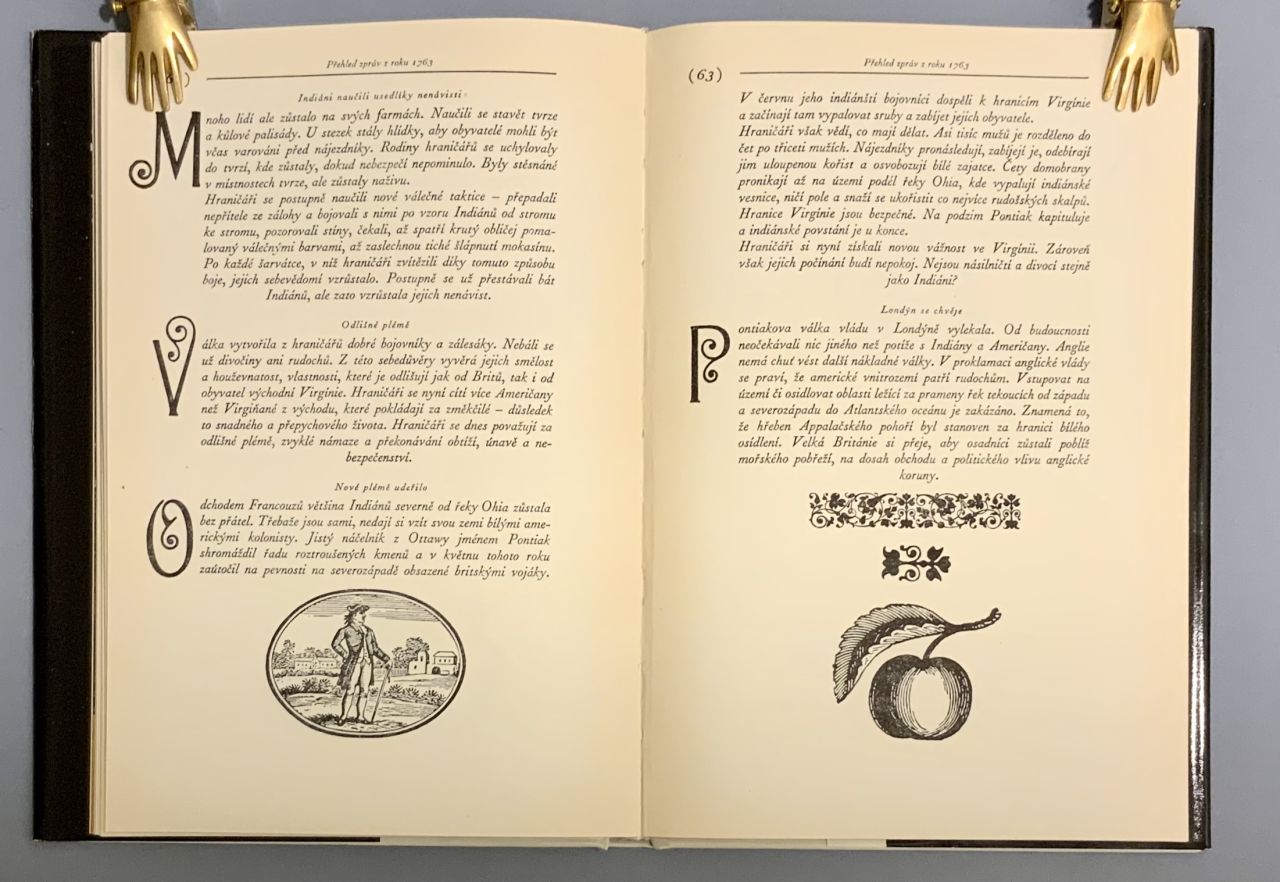 Přehled zpráv z roku 1763
Indiáni naučili usedlíky nenávisti
Mnoho lidí ale zůstalo na svých farmách. Naučili se stavět tvrze
a kůlové palisády. U stezek stály hlídky, aby obyvatelé mohli být
včas varováni před nájezdníky. Rodiny hraničářů se uchylovaly
do tvrzí, kde zůstaly, dokud nebezpečí nepominulo. Byly stěsnáné
v místnostech tvrze, ale zůstaly naživu.
Hraničáři se postupně naučili nové válečné taktice – přepadali
nepřítele ze zálohy a bojovali s nimi po vzoru Indiánů od stromu
ke stromu, pozorovali stíny, čekali, až spatří krutý obličej poma-
lovaný válečnými barvami, až zaslechnou tiché šlápnutí mokasínu.
Po každé šarvátce, v níž hraničáři zvítězili díky tomuto způsobu
boje, jejich sebevědomí vzrůstalo. Postupně se už přestávali bát
Indiánů, ale zato vzrůstala jejich nenávist.
Odlišné plémě
Válka vytvořila z hraničářů dobré bojovníky a zálesáky. Nebáli se
už divočiny ani rudochů. Z této sebedůvěry vyvěrá jejich smělost
a houževnatost, vlastnosti, které je odlišují jak od Britů, tak i od
obyvatel východní Virgínie. Hraničáři se nyní cítí více Američany
než Virgiňané z východu, které pokládají za změkčilé – důsledek
to snadného a přepychového života. Hraničáři se dnes považují za
odlišné plémě, zvyklé námaze a překonávání obtíží, únavě a ne-
bezpečenství.
Nové plémě udeřilo
Odchodem Francouzů většina Indiánů severně od řeky Ohia zůstala
bez přátel. Třebaže jsou sami, nedají si vzít svou zemi bílými ame-
rickými kolonisty. Jistý náčelník z Ottawy jménem Pontiak
shromáždil řadu roztroušených kmenů a v květnu tohoto roku
zaútočil na pevnosti na severozápadě obsazené britskými vojáky.
(63)
Přehled zpráv z roku 1763
V červnu jeho indiánští bojovníci dospěli k hranicím Virgínie
a začínají tam vypalovat sruby a zabíjet jejich obyvatele.
Hraničáři však vědí, co mají dělat. Asi tisíc mužů je rozděleno do
čet po třiceti mužích. Nájezdníky pronásledují, zabíjejí je, odebírají
jim uloupenou kořist a osvobozují bílé zajatce. Čety domobrany
pronikají až na území podél řeky Ohia, kde vypalují indiánské
vesnice, ničí pole a snaží se ukořistit co nejvíce rudošských skalpů.
Hranice Virgínie jsou bezpečné. Na podzim Pontiak kapituluje
a indiánské povstání je u konce.
Hraničáři si nyní získali novou vážnost ve Virgínii. Zároveň
však jejich počínání budí nepokoj. Nejsou násilničtí a divocí stejně
jako Indiáni?
Londýn se chvěje
Pontiakova válka vládu v Londýně vylekala. Od budoucnosti
neočekávali nic jiného než potíže s Indiány a Američany. Anglie
nemá chuť vést další nákladné války. V proklamaci anglické vlády
se praví, že americké vnitrozemí patří rudochům. Vstupovat na
území či osidlovat oblasti ležící za prameny řek tekoucích od západu
a severozápadu do Atlantského oceánu je zakázáno. Znamená to,
že hřeben Appalačského pohoří byl stanoven za hranici bílého
osídlení. Velká Británie si přeje, aby osadníci zůstali poblíž
mořského pobřeží, na dosah obchodu a politického vlivu anglické
koruny.